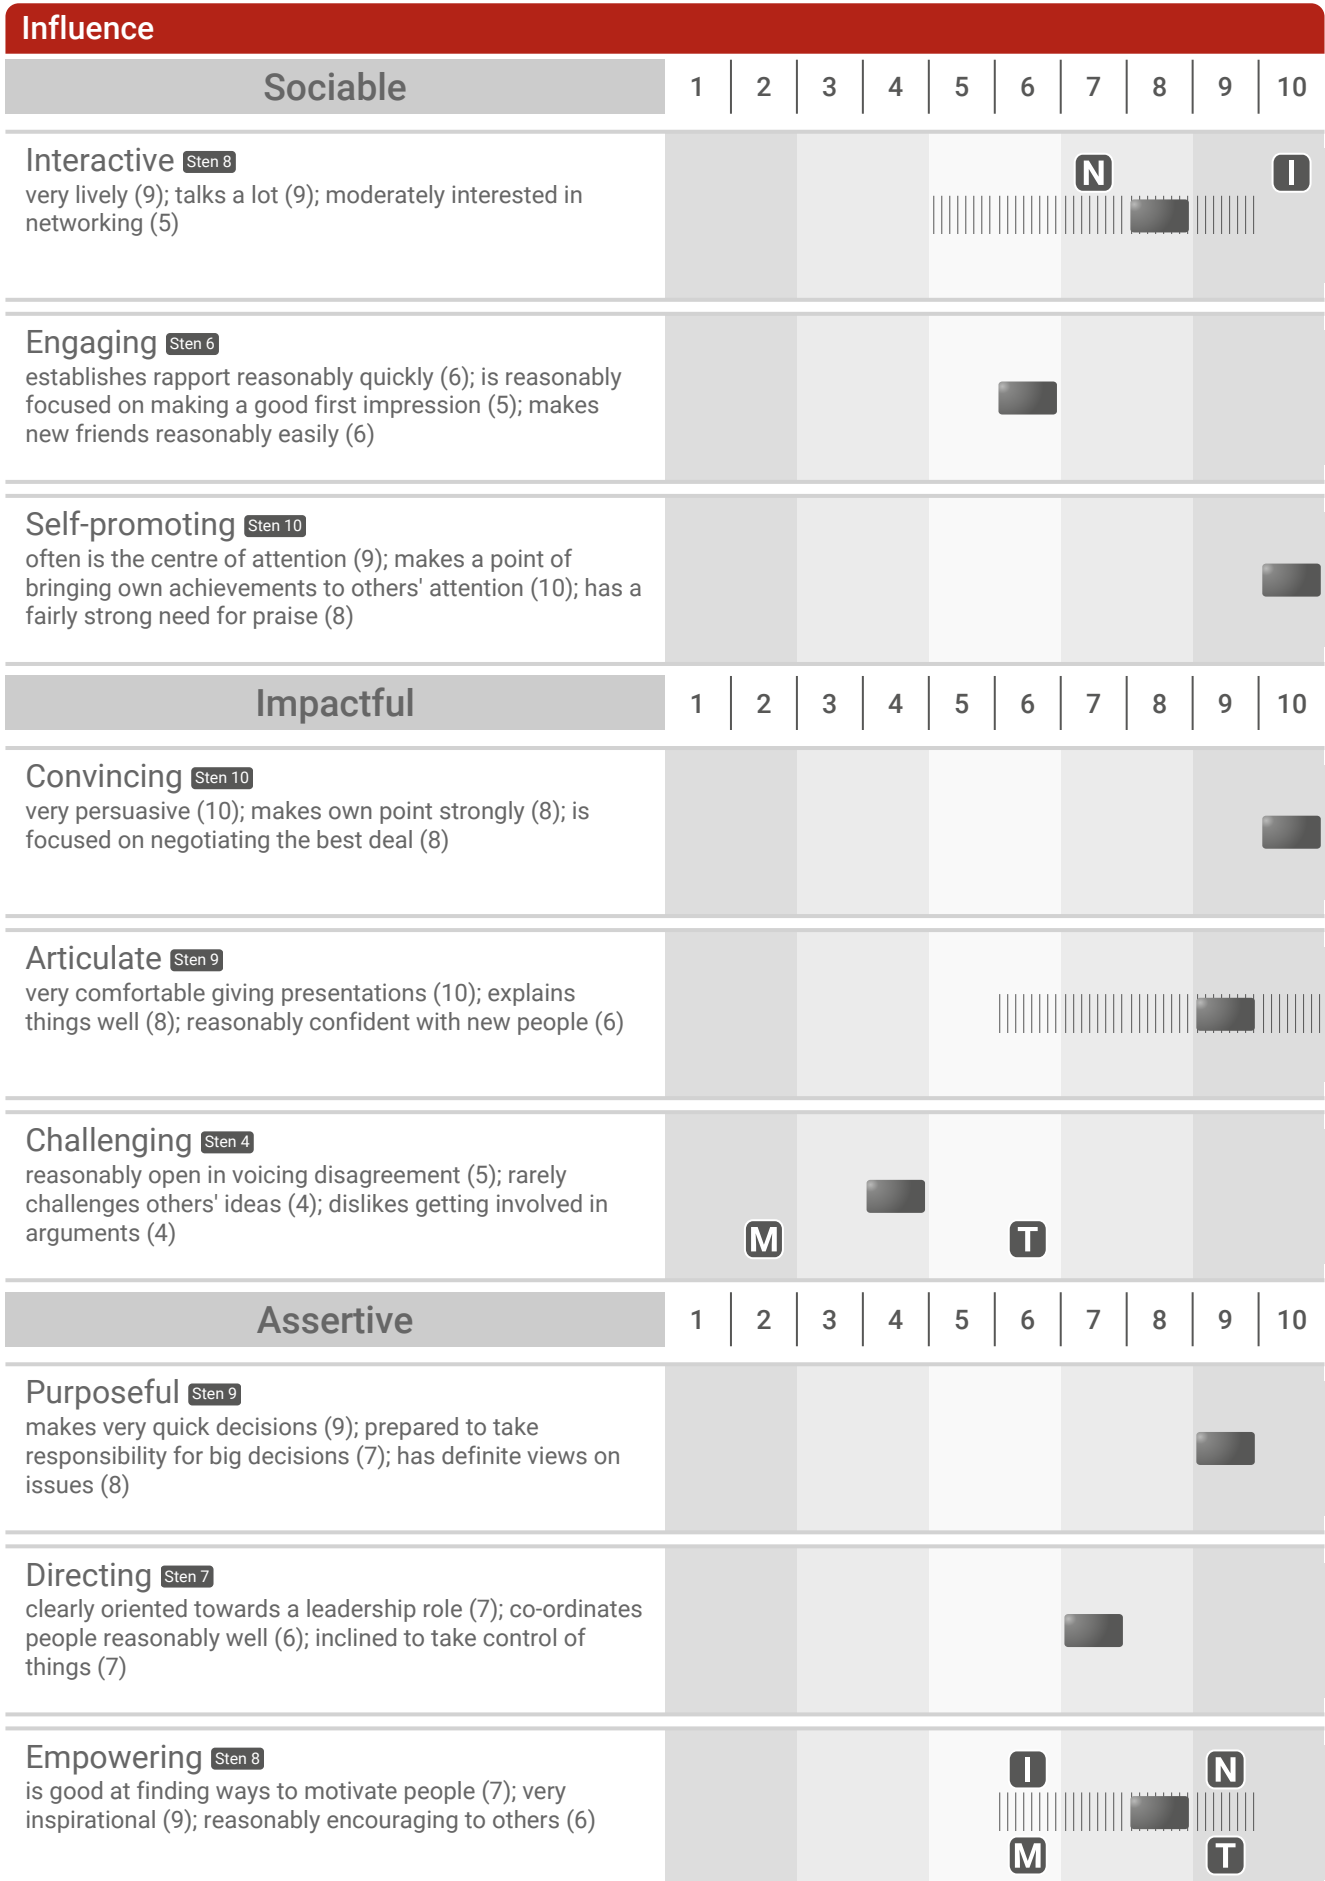 Influence
Sociable 1 2 3 4 5 6 7 8 9 10
Interactive Sten 8
very lively (9); talks a lot (9); moderately interested in
networking (5)
N I
Engaging Sten 6
establishes rapport reasonably quickly (6); is reasonably
focused on making a good first impression (5); makes
new friends reasonably easily (6)
Self-promoting Sten 10
often is the centre of attention (9); makes a point of
bringing own achievements to others' attention (10); has a
fairly strong need for praise (8)
Impactful 1 2 3 4 5 6 7 8 9 10
Convincing Sten 10
very persuasive (10); makes own point strongly (8); is
focused on negotiating the best deal (8)
Articulate Sten 9
very comfortable giving presentations (10); explains
things well (8); reasonably confident with new people (6)
Challenging Sten 4
reasonably open in voicing disagreement (5); rarely
challenges others' ideas (4); dislikes getting involved in
arguments (4)
M T
Assertive 1 2 3 4 5 6 7 8 9 10
Purposeful Sten 9
makes very quick decisions (9); prepared to take
responsibility for big decisions (7); has definite views on
issues (8)
Directing Sten 7
clearly oriented towards a leadership role (7); co-ordinates
people reasonably well (6); inclined to take control of
things (7)
Empowering Sten 8
is good at finding ways to motivate people (7); very
inspirational (9); reasonably encouraging to others (6)
I N
M T